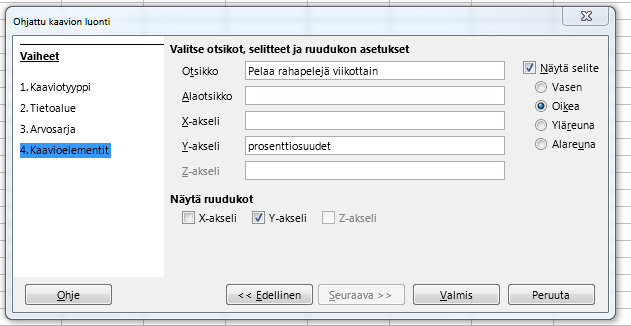 Ohjattu kaavion luonti
Vaiheet
1. Kaaviotyyppi
2. Tietoalue
3. Arvosarja
4. Kaavioelementit
Valitse otsikot, selitteet ja ruudukon asetukset
Otsikko Pelaa rahapelejä viikottain
Alaotsikko
X-akseli
Y-akseli prosenttiosuudet
Z-akseli
Näytä selite
Vasen
Oikea
Yläreuna
Alareuna
Näytä ruudukot
X-akseli Y-akseli Z-akseli
Ohje << Edellinen Seuraava >> Valmis Peruuta